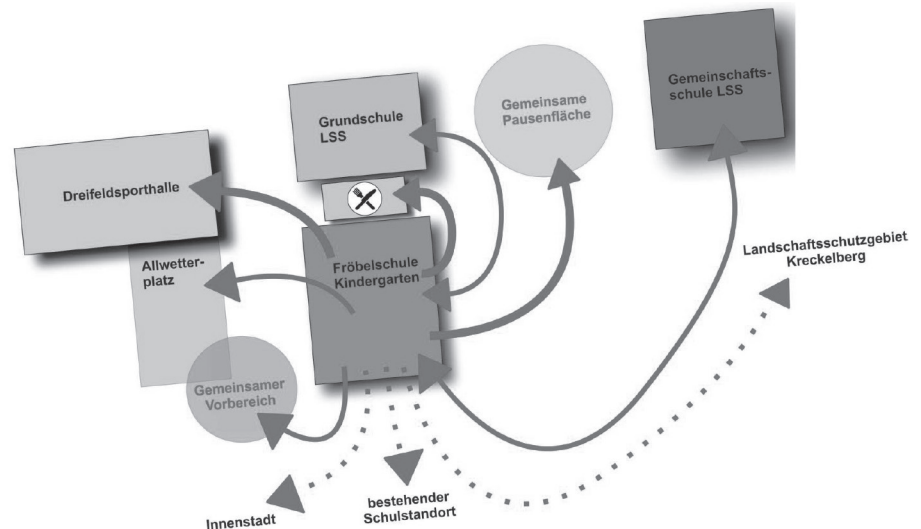 Grundschule
LSS
Gemeinsame
Pausenfläche
Gemeinschafts-
schule LSS
Dreifeldsporthalle
Allwetter-
platz
Fröbelschule
Kindergarten
Landschaftsschutzgebiet
Kreckelberg
Gemeinsamer
Vorbereich
Innenstadt
bestehender
Schulstandort